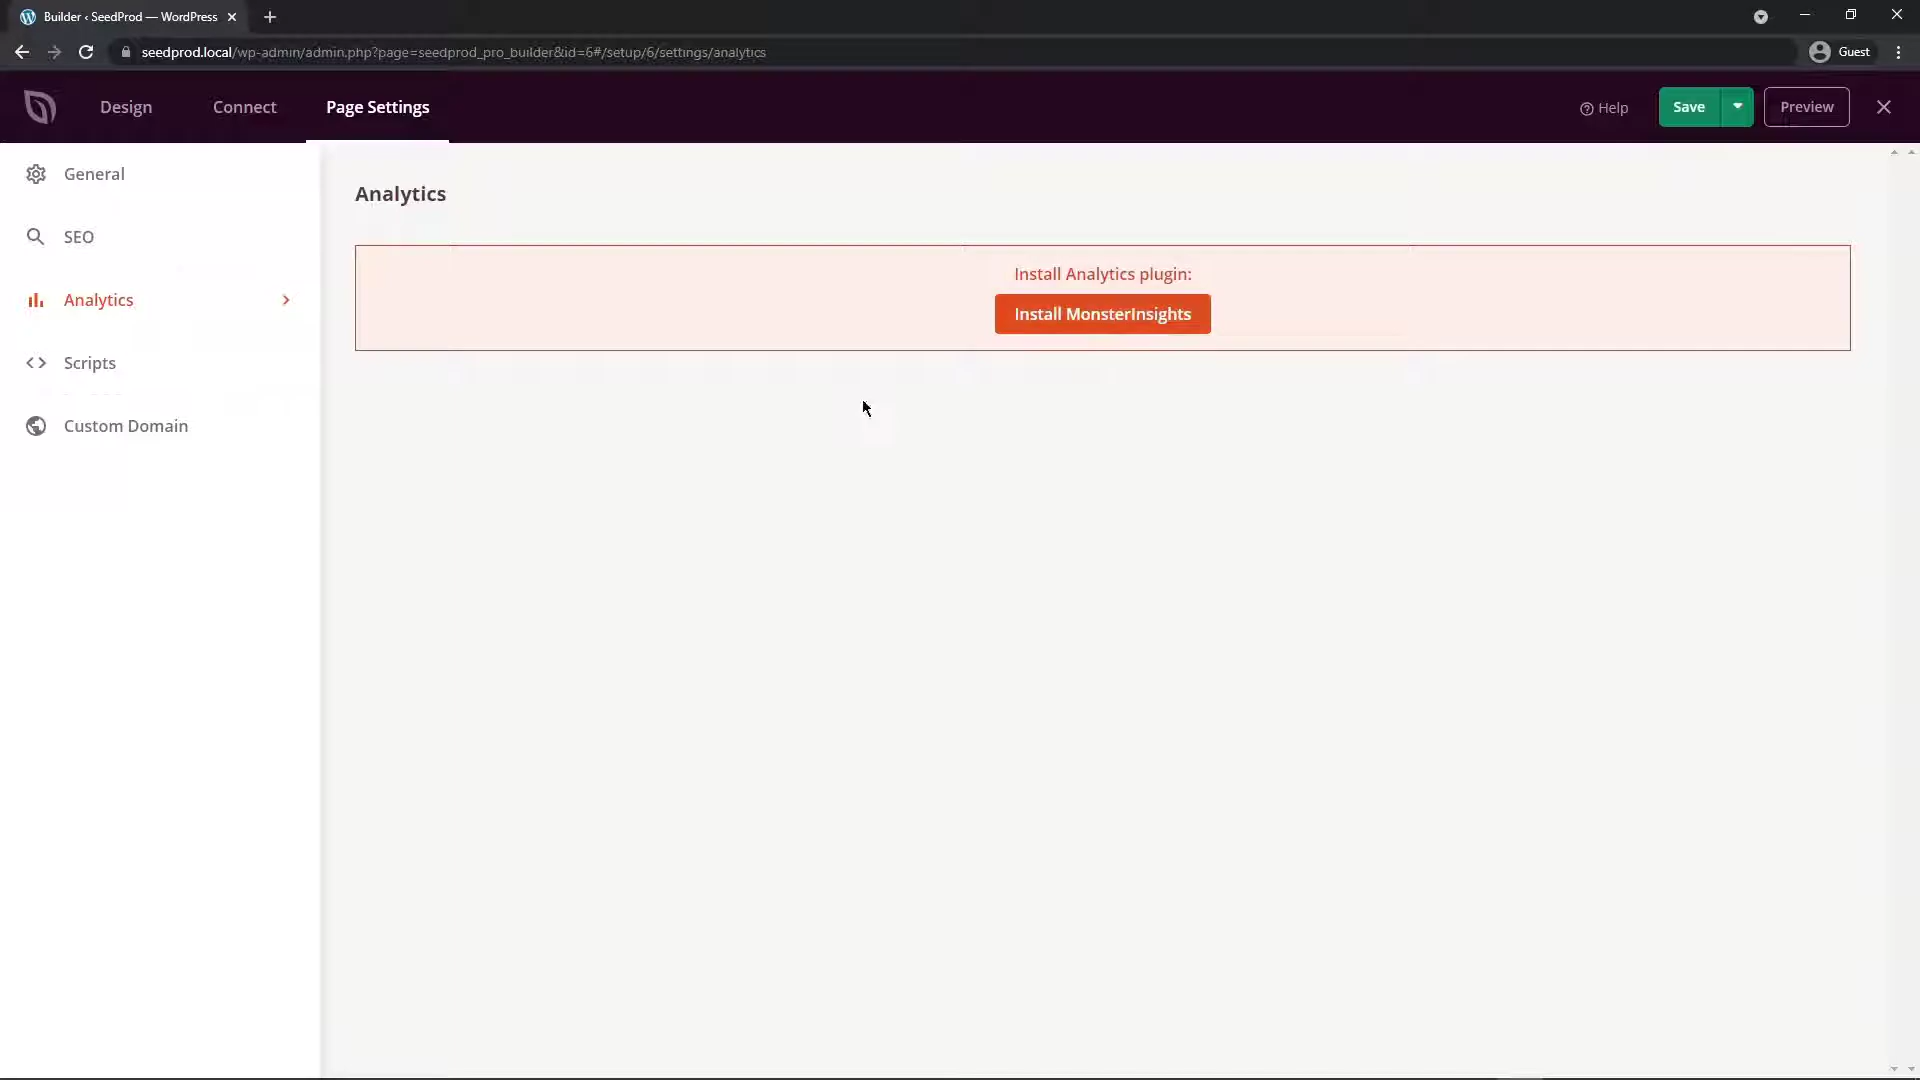 Builder ‹ SeedProd — WordPress
seedprod.local/wp-admin/admin.php?page=seedprod_pro_builder&id=6#/setup/6/settings/analytics
Guest
Design
Connect
Page Settings
Help
Save
Preview
General
SEO
Analytics
Scripts
Custom Domain
Analytics
Install Analytics plugin:
Install MonsterInsights